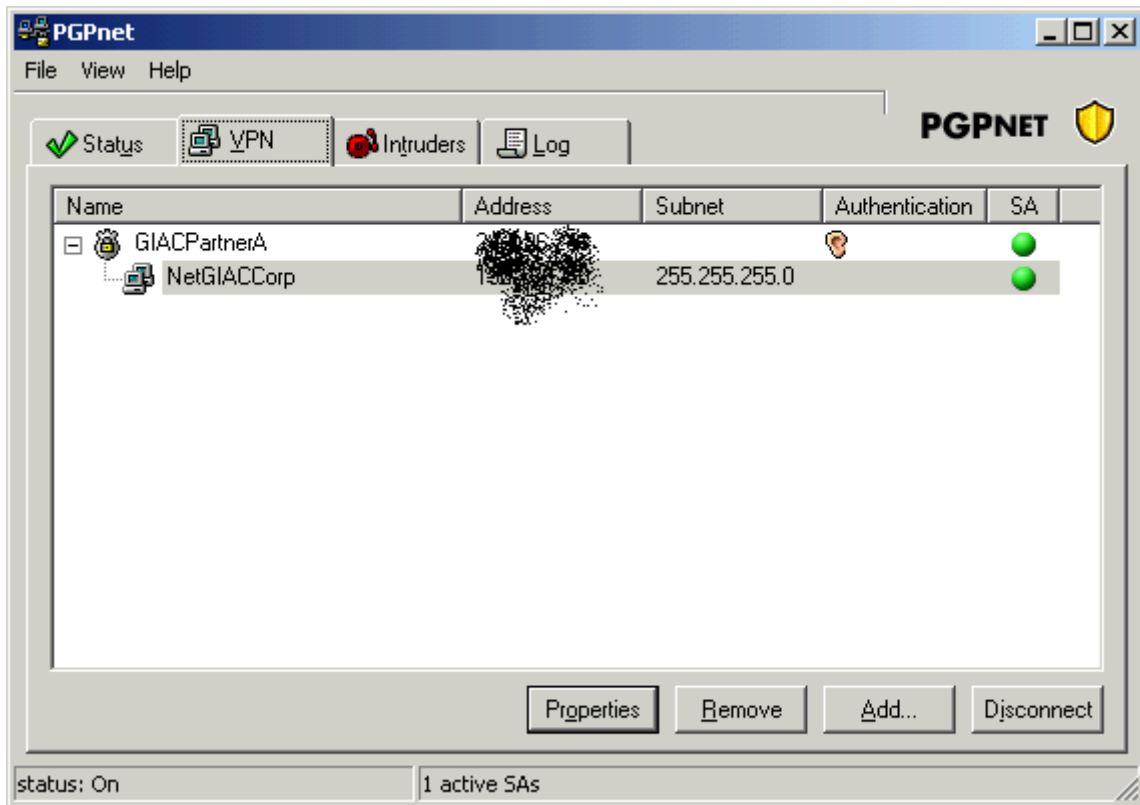 PGPnet
File View Help
PGPNET
Status VPN Intruders Log
Name Address Subnet Authentication SA
GIACPartnerA
NetGIACCorp 255.255.255.0
Properties Remove Add... Disconnect
status: On 1 active SAs